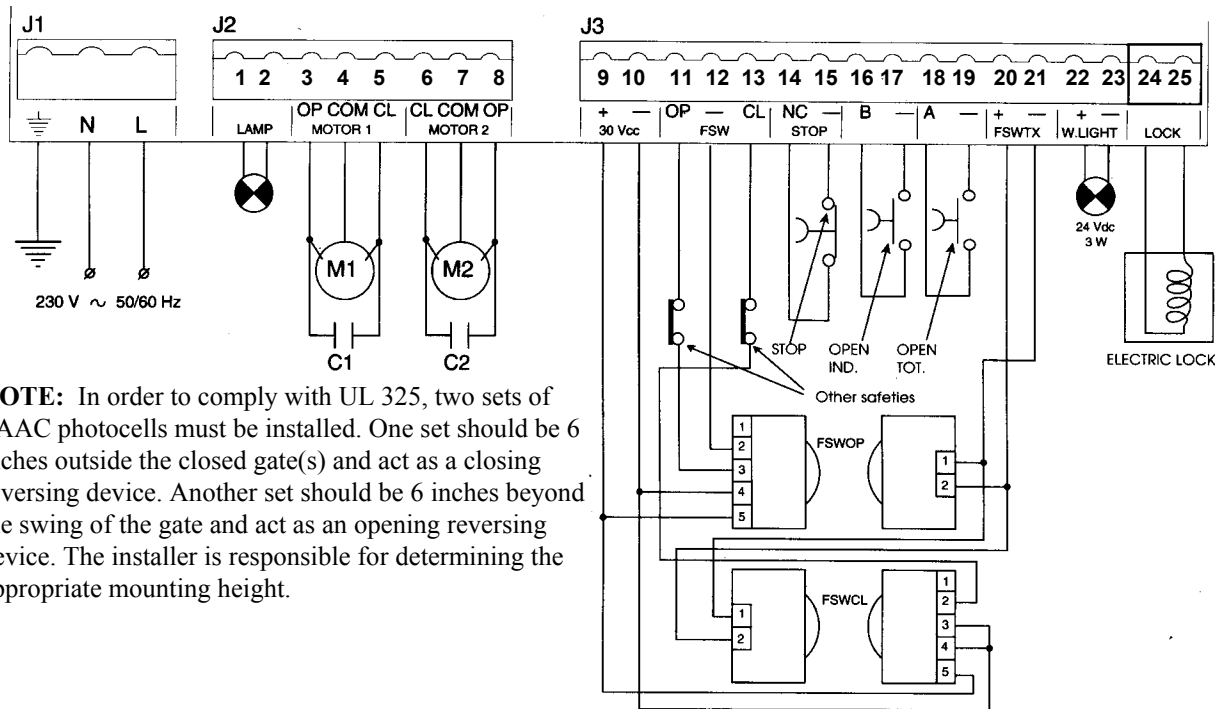 J1 J2 J3
1 2 3 4 5 6 7 8
9 10 11 12 13 14 15 16 17 18 19 20 21 22 23 24 25
N L
OP COM CL CL COM OP
LAMP MOTOR 1 MOTOR 2
+ — OP — CL NC — B — A — + — + —
30 Vcc FSW STOP FSWTX W.LIGHT LOCK
24 Vdc
3 W
M1 M2
230 V ~ 50/60 Hz
C1 C2
STOP OPEN IND. OPEN TOT.
ELECTRIC LOCK
Other safeties
OTE: In order to comply with UL 325, two sets of
AAC photocells must be installed. One set should be 6
ches outside the closed gate(s) and act as a closing
versing device. Another set should be 6 inches beyond
e swing of the gate and act as an opening reversing
evice. The installer is responsible for determining the
ppropriate mounting height.
FSWOP
1
2
3
4
5
1
2
FSWCL
1
2
1
2
3
4
5